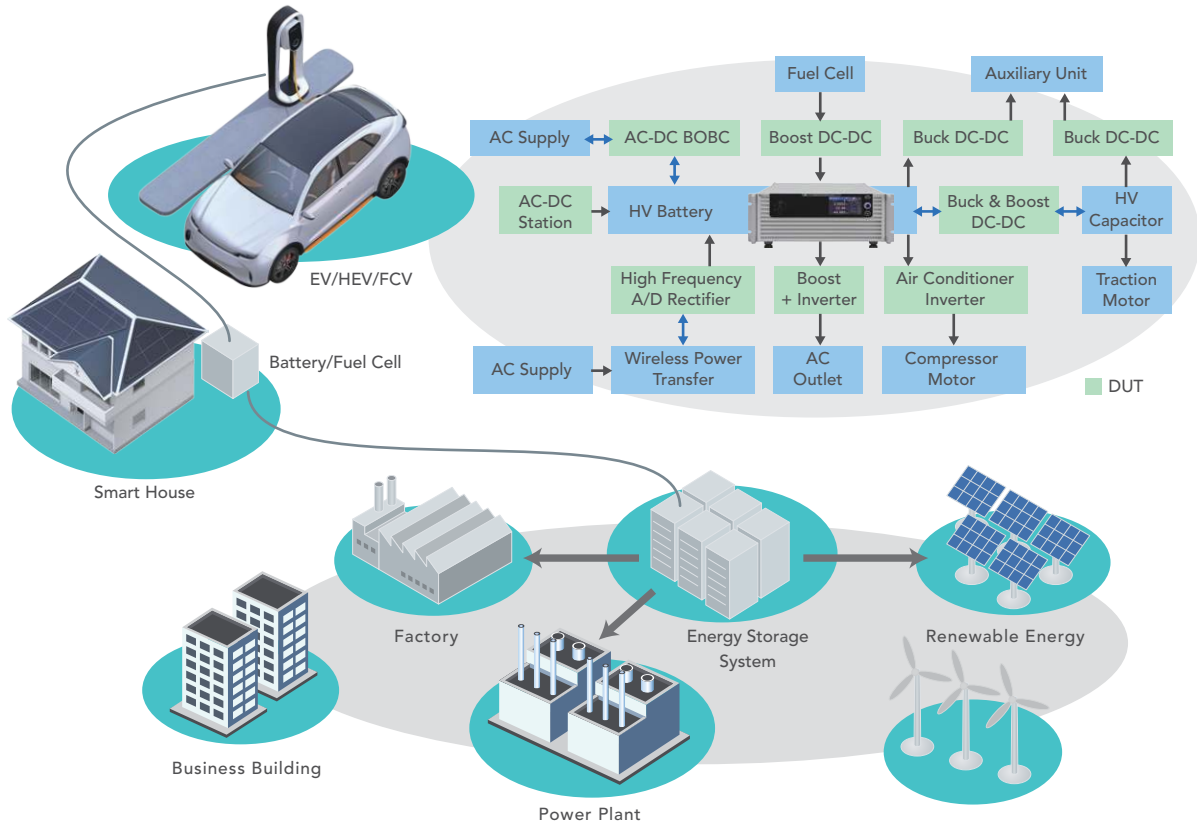 Fuel Cell
Auxiliary Unit
AC Supply
AC-DC BOBC
Boost DC-DC
Buck DC-DC
Buck DC-DC
AC-DC
Station
HV Battery
Buck & Boost
DC-DC
HV
Capacitor
EV/HEV/FCV
High Frequency
A/D Rectifier
Boost
+ Inverter
Air Conditioner
Inverter
Traction
Motor
Battery/Fuel Cell
AC Supply
Wireless Power
Transfer
AC
Outlet
Compressor
Motor
DUT
Smart House
Factory
Energy Storage
System
Renewable Energy
Business Building
Power Plant